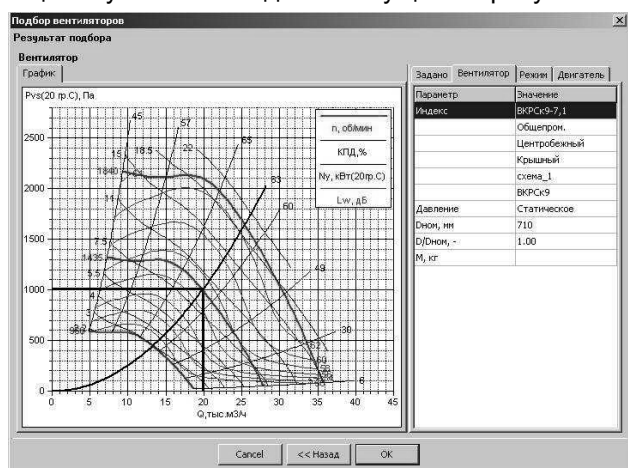 Подбор вентиляторов
Результат подбора
Вентилятор
График
Pvs(20 гр.С), Па
2500
2000
1500
1000
500
0
0 5 10 15 20 25 30 35 40 45
Q,тыс.м3/ч
n, об/мин
КПД,%
Ny, кВт(20гр.С)
Lw, дБ
45
57
65
63
60
49
30
6
15
18.5
22
1840
11
7.5
1435
5.5
4
3
Задано Вентилятор Режим Двигатель
Параметр Значение
Индекс ВКРСк9-7,1
Общепром.
Центробежный
Крышный
схема_1
ВКРСк9
Давление Статическое
Dном, мм 710
D/Dном, - 1.00
М, кг
Cancel << Назад OK